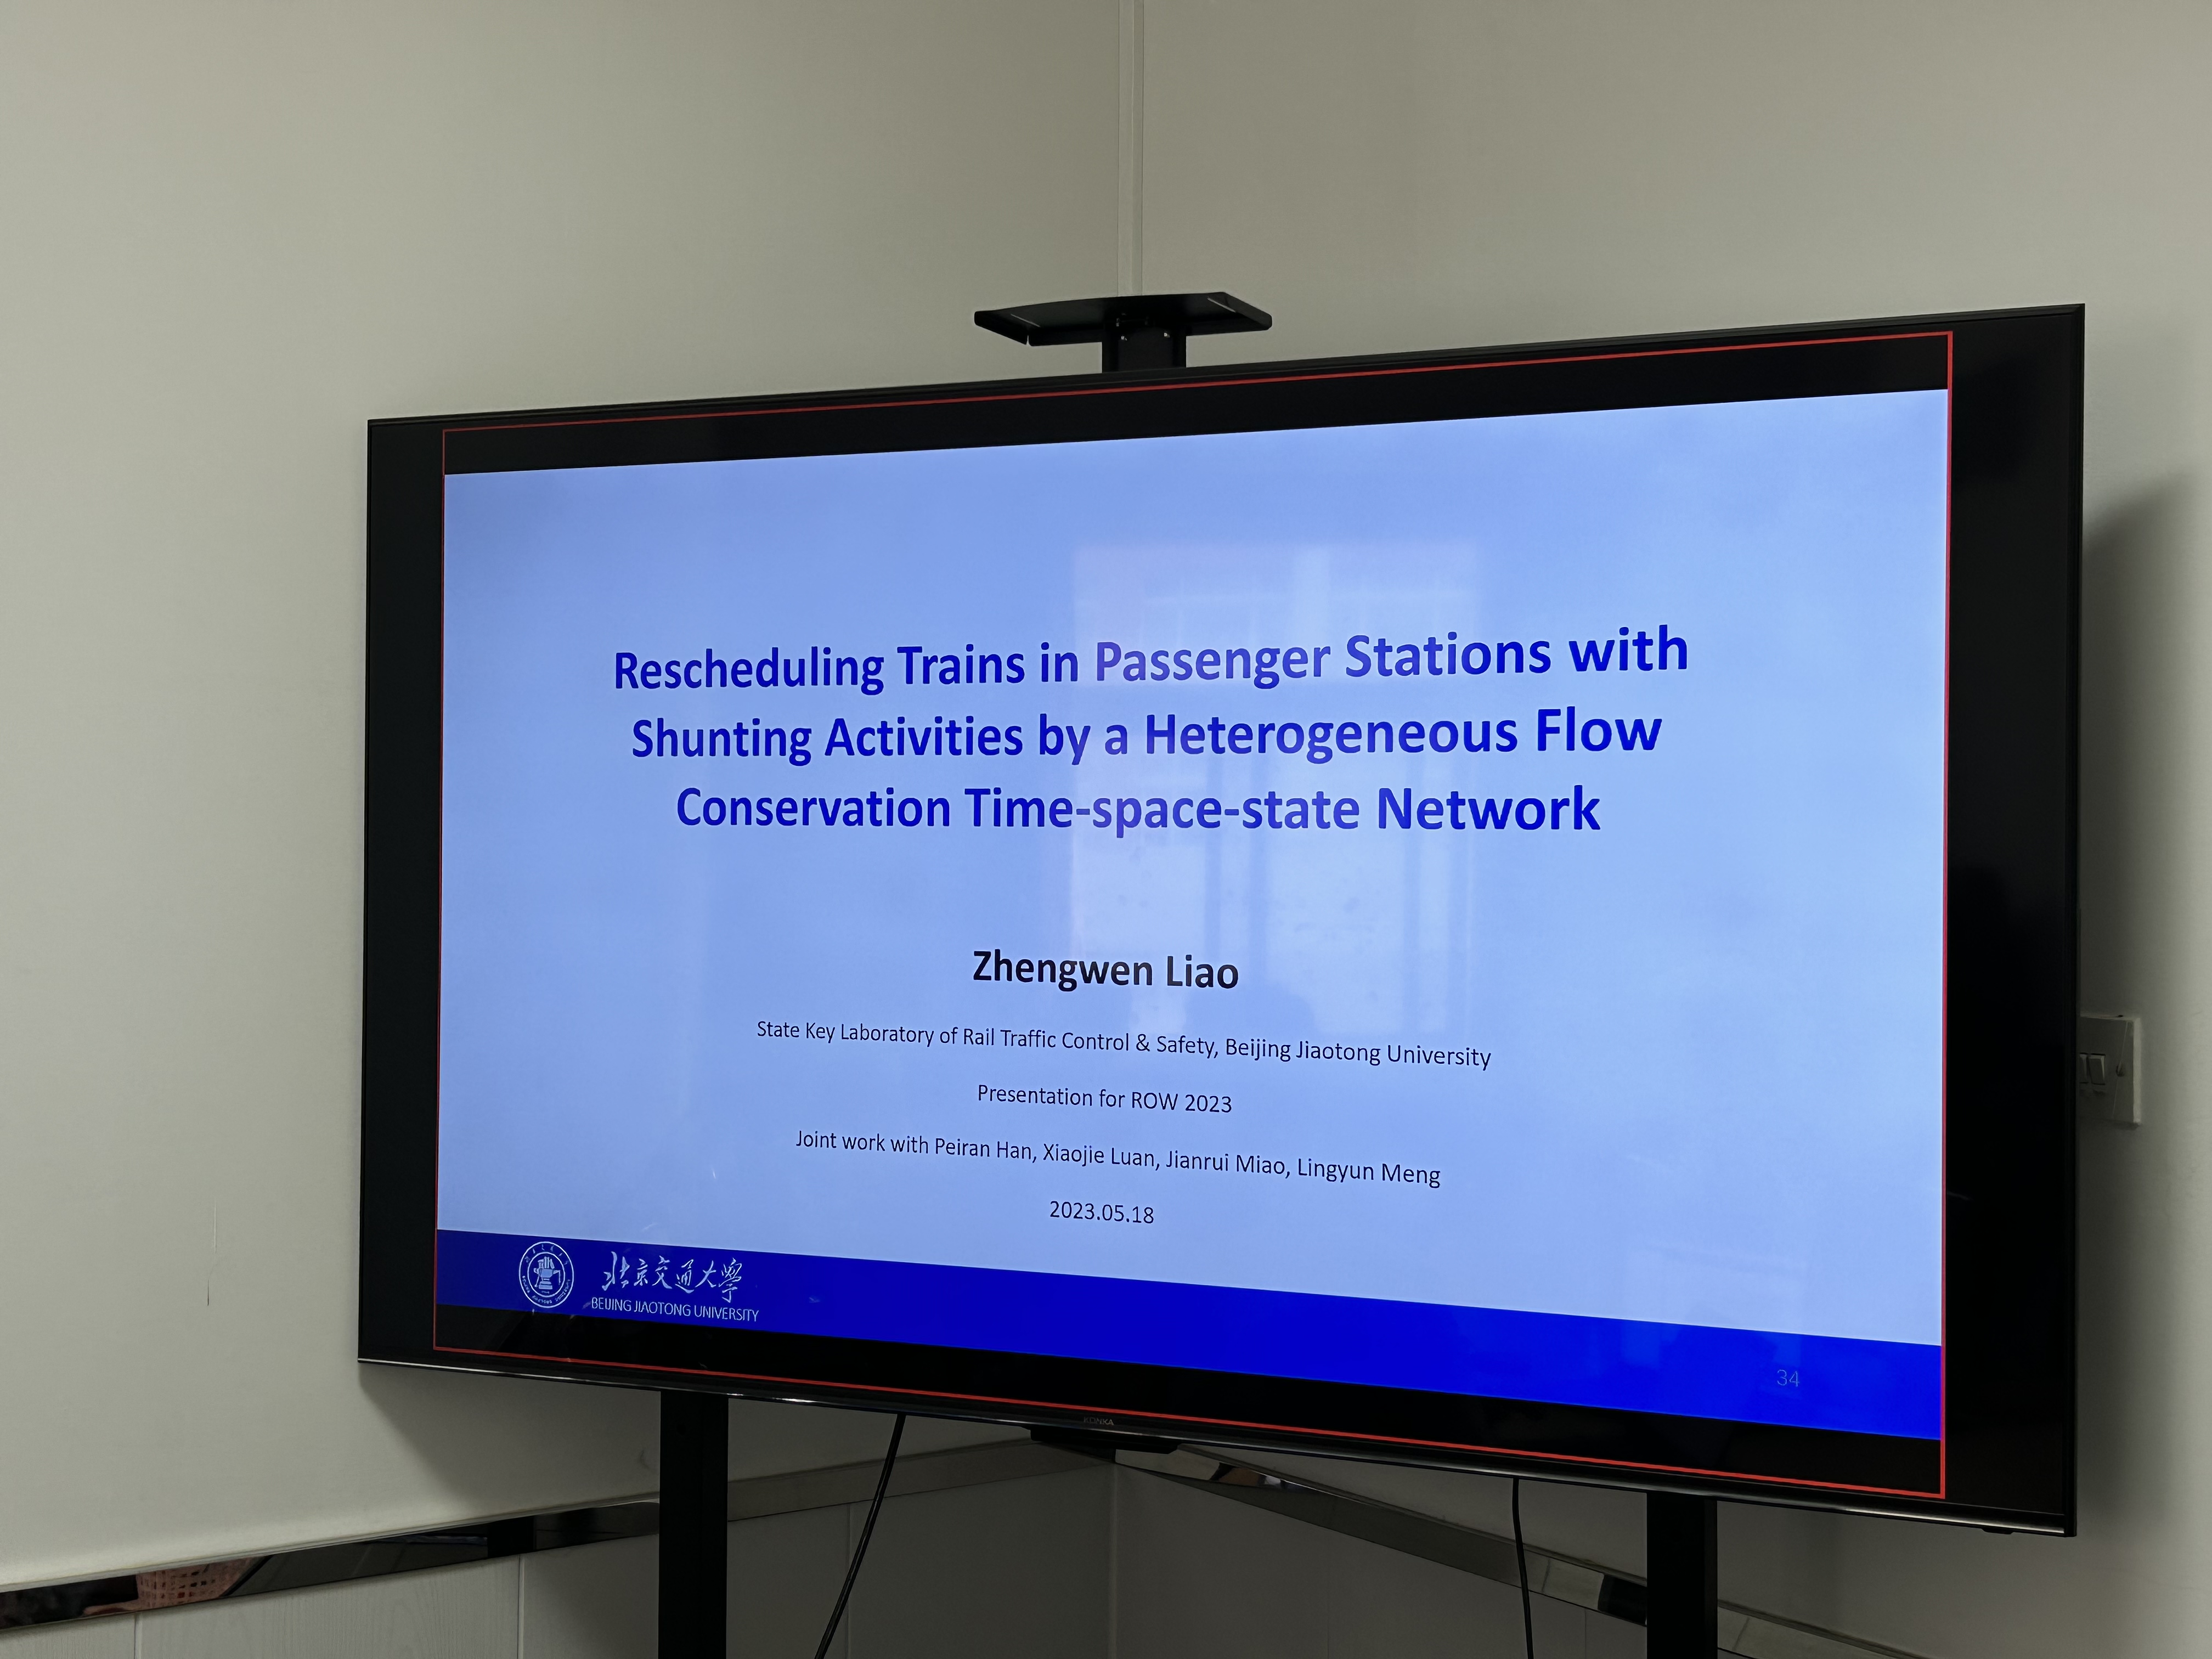 Rescheduling Trains in Passenger Stations with
Shunting Activities by a Heterogeneous Flow
Conservation Time-space-state Network
Zhengwen Liao
State Key Laboratory of Rail Traffic Control & Safety, Beijing Jiaotong University
Presentation for ROW 2023
Joint work with Peiran Han, Xiaojie Luan, Jianrui Miao, Lingyun Meng
2023.05.18
北京交通大學
BEIJING JIAOTONG UNIVERSITY
34
KONKA